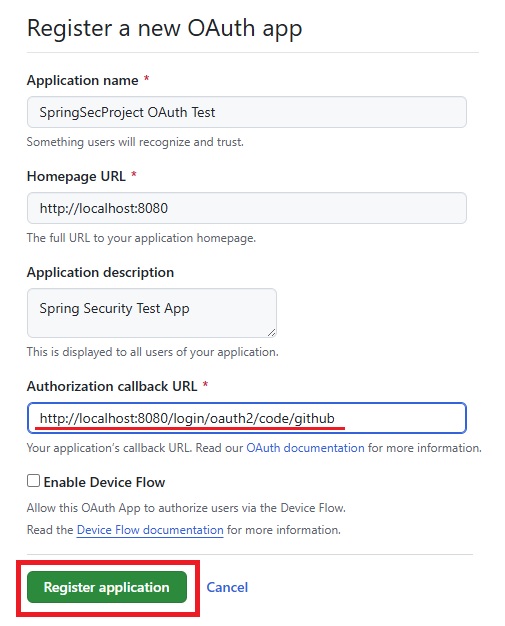 Register a new OAuth app
Application name *
SpringSecProject OAuth Test
Something users will recognize and trust.
Homepage URL *
http://localhost:8080
The full URL to your application homepage.
Application description
Spring Security Test App
This is displayed to all users of your application.
Authorization callback URL *
http://localhost:8080/login/oauth2/code/github
Your application's callback URL. Read our OAuth documentation for more information.
Enable Device Flow
Allow this OAuth App to authorize users via the Device Flow.
Read the Device Flow documentation for more information.
Register application Cancel